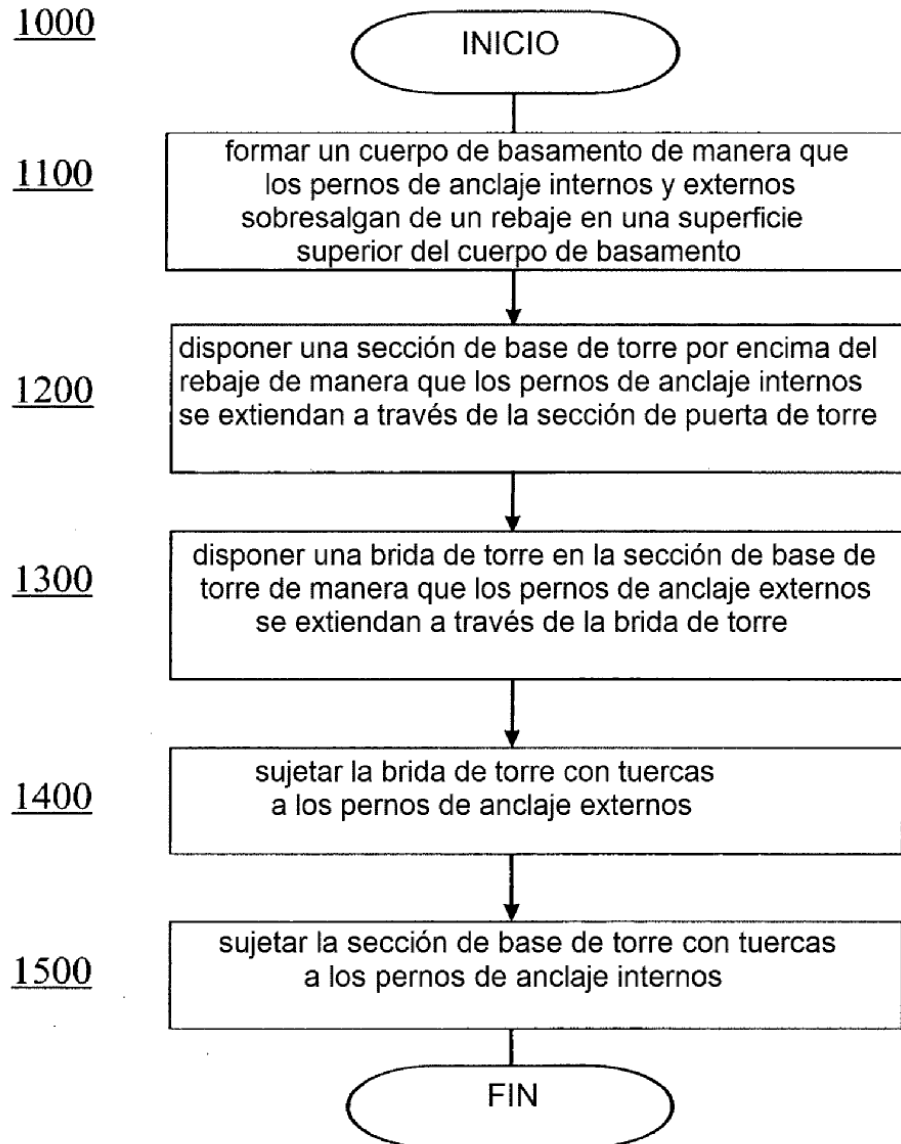 1000
INICIO
1100
formar un cuerpo de basamento de manera que
los pernos de anclaje internos y externos
sobresalgan de un rebaje en una superficie
superior del cuerpo de basamento
1200
disponer una sección de base de torre por encima del
rebaje de manera que los pernos de anclaje internos
se extiendan a través de la sección de puerta de torre
1300
disponer una brida de torre en la sección de base de
torre de manera que los pernos de anclaje externos
se extiendan a través de la brida de torre
1400
sujetar la brida de torre con tuercas
a los pernos de anclaje externos
1500
sujetar la sección de base de torre con tuercas
a los pernos de anclaje internos
FIN